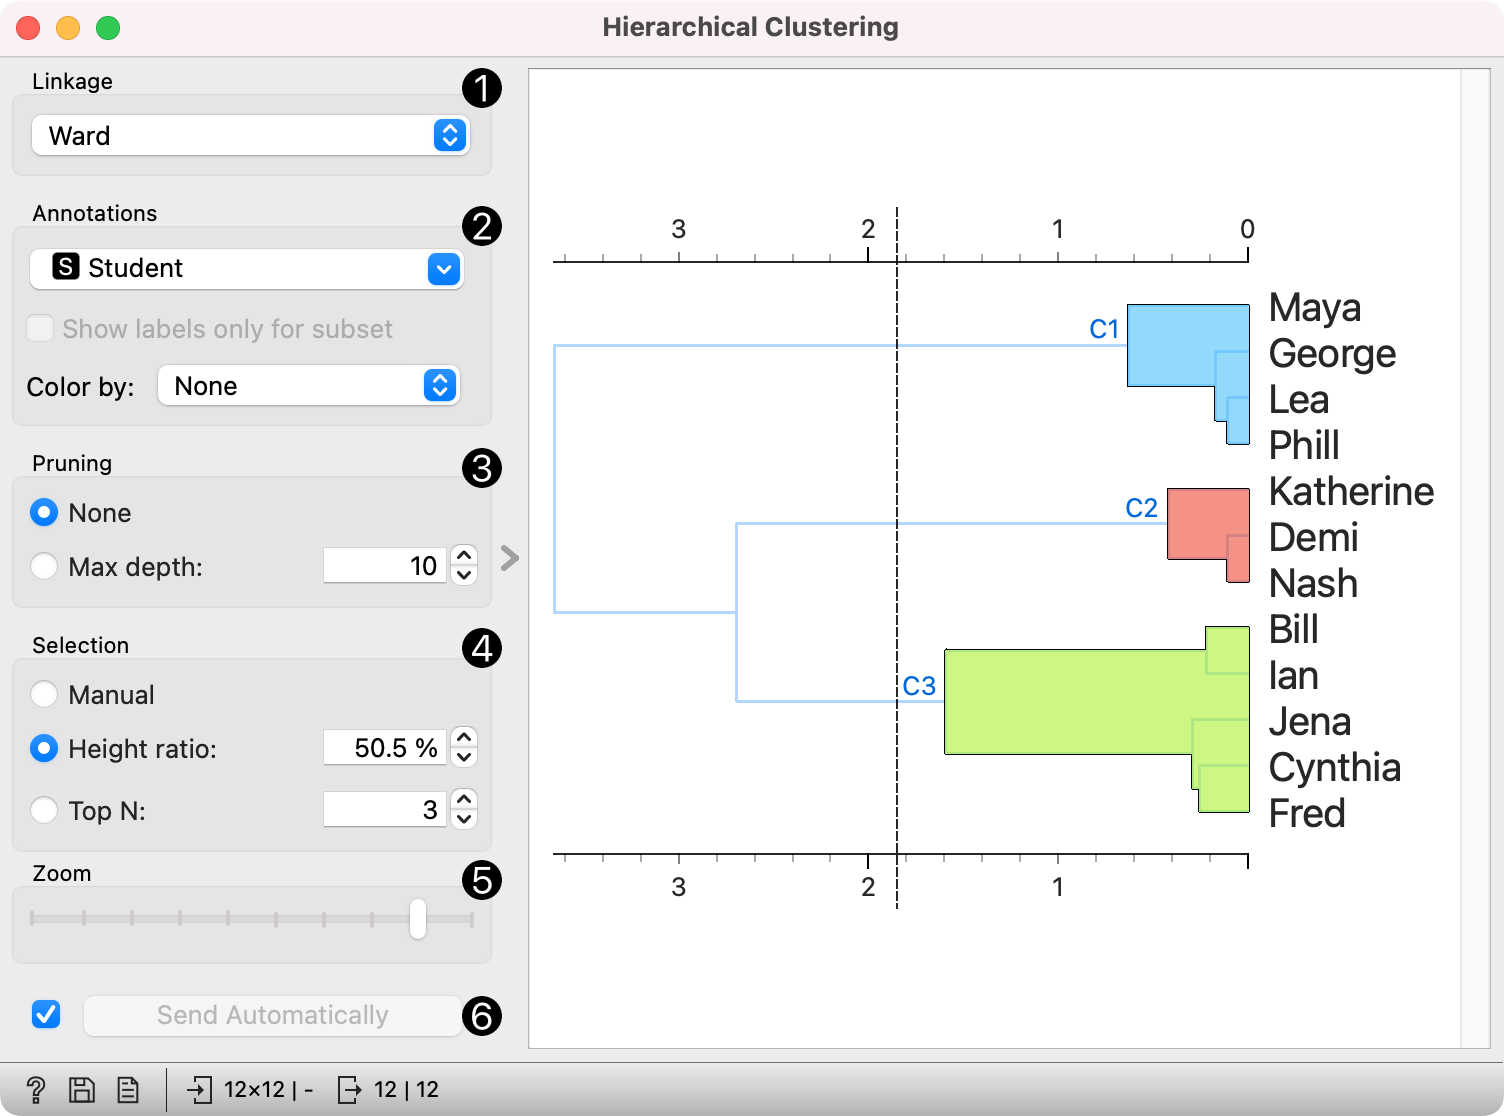 Hierarchical Clustering
Linkage
1
Ward
Annotations
2
S Student
Show labels only for subset
Color by: None
Pruning
3
None
Max depth: 10
Selection
4
Manual
Height ratio: 50.5 %
Top N: 3
Zoom
5
Send Automatically
6
12×12 | - 12 | 12
3 2 1 0
C1
Maya
George
Lea
Phill
C2
Katherine
Demi
Nash
C3
Bill
Ian
Jena
Cynthia
Fred
3 2 1